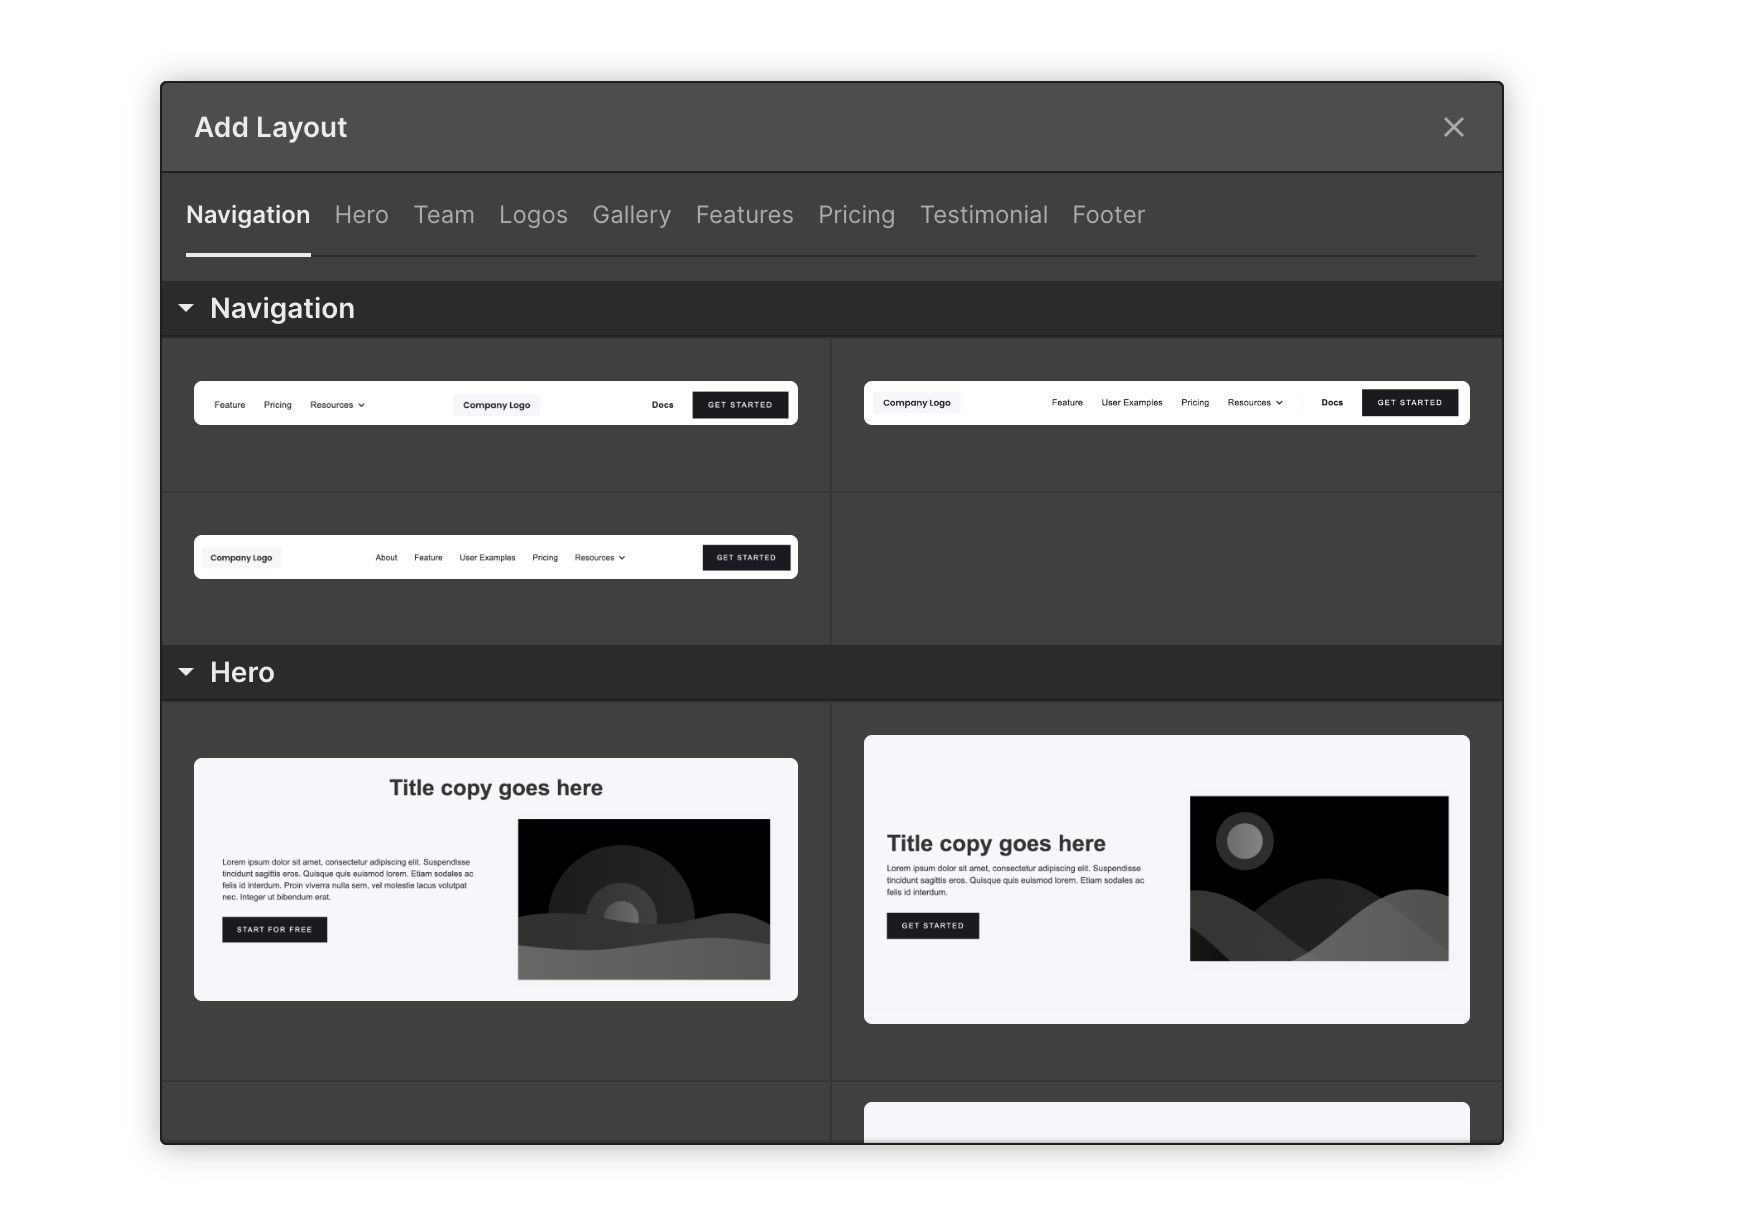 Add Layout
Navigation Hero Team Logos Gallery Features Pricing Testimonial Footer
Navigation
Feature Pricing Resources Company Logo Docs GET STARTED
Company Logo Feature User Examples Pricing Resources Docs GET STARTED
Company Logo About Feature User Examples Pricing Resources GET STARTED
Hero
Title copy goes here
Lorem ipsum dolor sit amet, consectetur adipiscing elit. Suspendisse
tincidunt sagittis eros. Quisque quis euismod lorem. Etiam sodales ac
felis id interdum. Proin viverra nulla sem, vel molestie lacus volutpat
nec. Integer ut bibendum erat.
START FOR FREE
Title copy goes here
Lorem ipsum dolor sit amet, consectetur adipiscing elit. Suspendisse
tincidunt sagittis eros. Quisque quis euismod lorem. Etiam sodales ac
felis id interdum.
GET STARTED